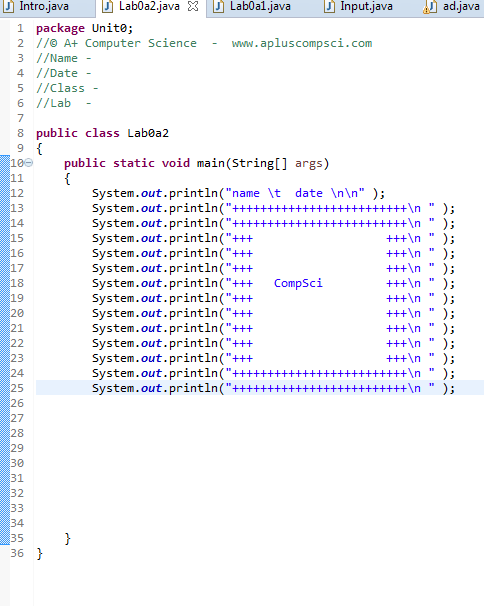 Intro.java Lab0a2.java Lab0a1.java Input.java ad.java
1 package Unit0;
2 //© A+ Computer Science  -  www.apluscompsci.com
3 //Name -
4 //Date -
5 //Class -
6 //Lab  -
7
8 public class Lab0a2
9 {
10     public static void main(String[] args)
11     {
12         System.out.println("name \t  date \n\n" );
13         System.out.println("+++++++++++++++++++++++++\n " );
14         System.out.println("+++++++++++++++++++++++++\n " );
15         System.out.println("+++                   +++\n " );
16         System.out.println("+++                   +++\n " );
17         System.out.println("+++                   +++\n " );
18         System.out.println("+++   CompSci         +++\n " );
19         System.out.println("+++                   +++\n " );
20         System.out.println("+++                   +++\n " );
21         System.out.println("+++                   +++\n " );
22         System.out.println("+++                   +++\n " );
23         System.out.println("+++                   +++\n " );
24         System.out.println("+++++++++++++++++++++++++\n " );
25         System.out.println("+++++++++++++++++++++++++\n " );
26
27
28
29
30
31
32
33
34
35     }
36 }